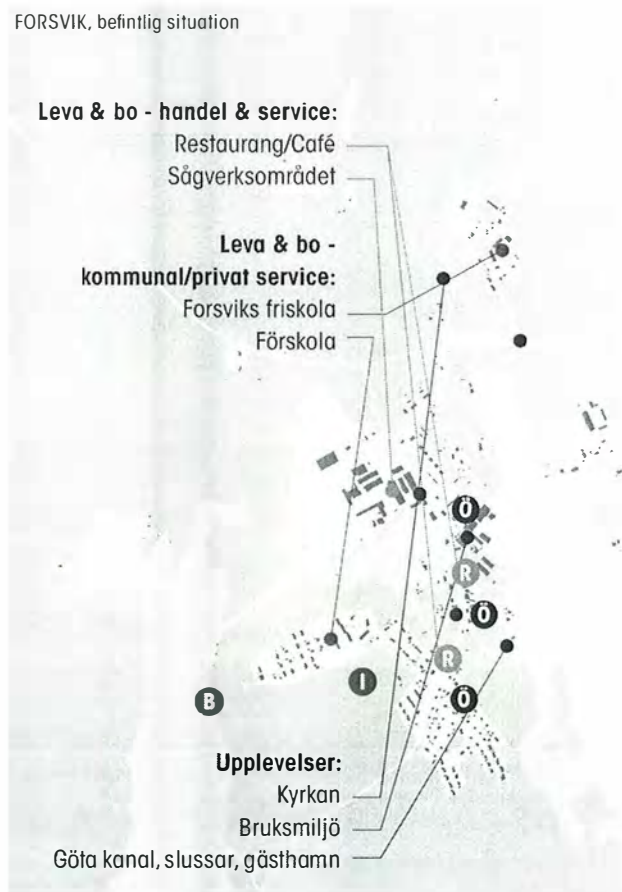 FORSVIK, befintlig situation
Leva & bo - handel & service:
Restaurang/Café
Sågverksområdet
Leva & bo -
kommunal/privat service:
Forsviks friskola
Förskola
Ö
R
Ö
R
I
B
Ö
Upplevelser:
Kyrkan
Bruksmiljö
Göta kanal, slussar, gästhamn